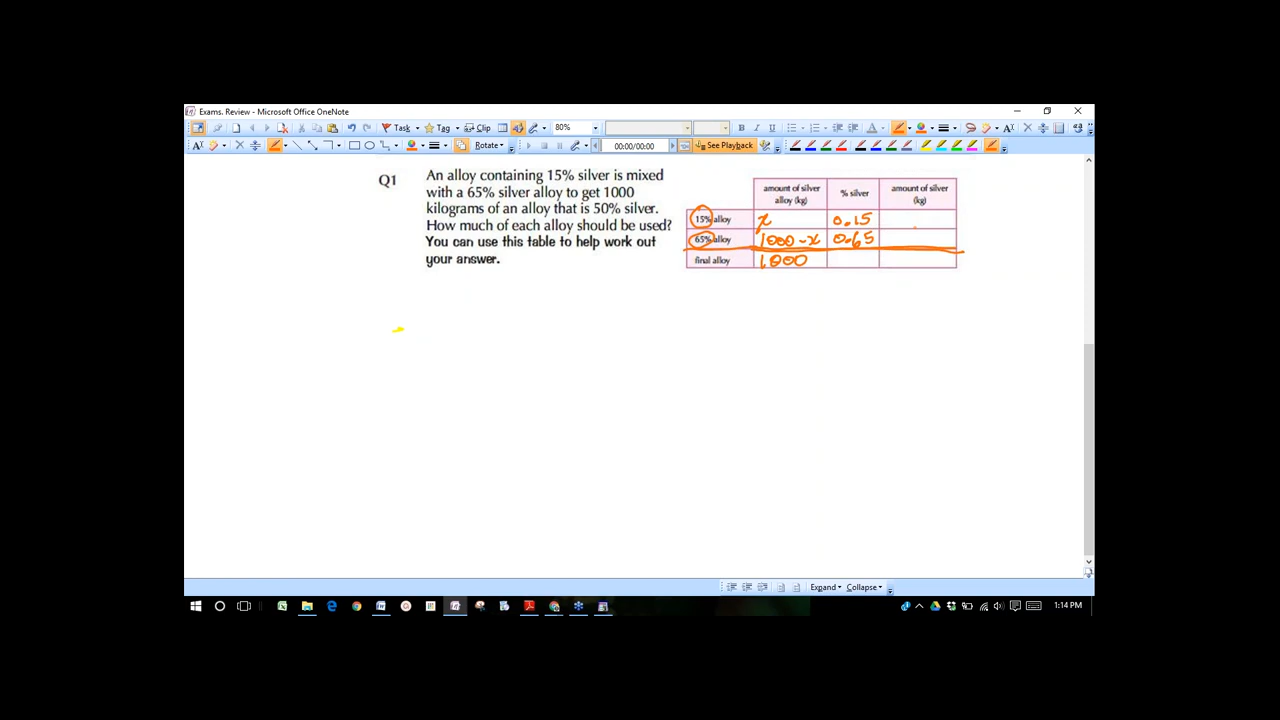 Exams. Review - Microsoft Office OneNote
Task
Tag
Clip
80%
B I U
Rotate
00:00/00:00
See Playback
Q1
An alloy containing 15% silver is mixed
with a 65% silver alloy to get 1000
kilograms of an alloy that is 50% silver.
How much of each alloy should be used?
You can use this table to help work out
your answer.
amount of silver alloy (kg) % silver amount of silver (kg)
15% alloy x 0.15
65% alloy 1000-x 0.65
final alloy 1000
Expand Collapse
1:14 PM